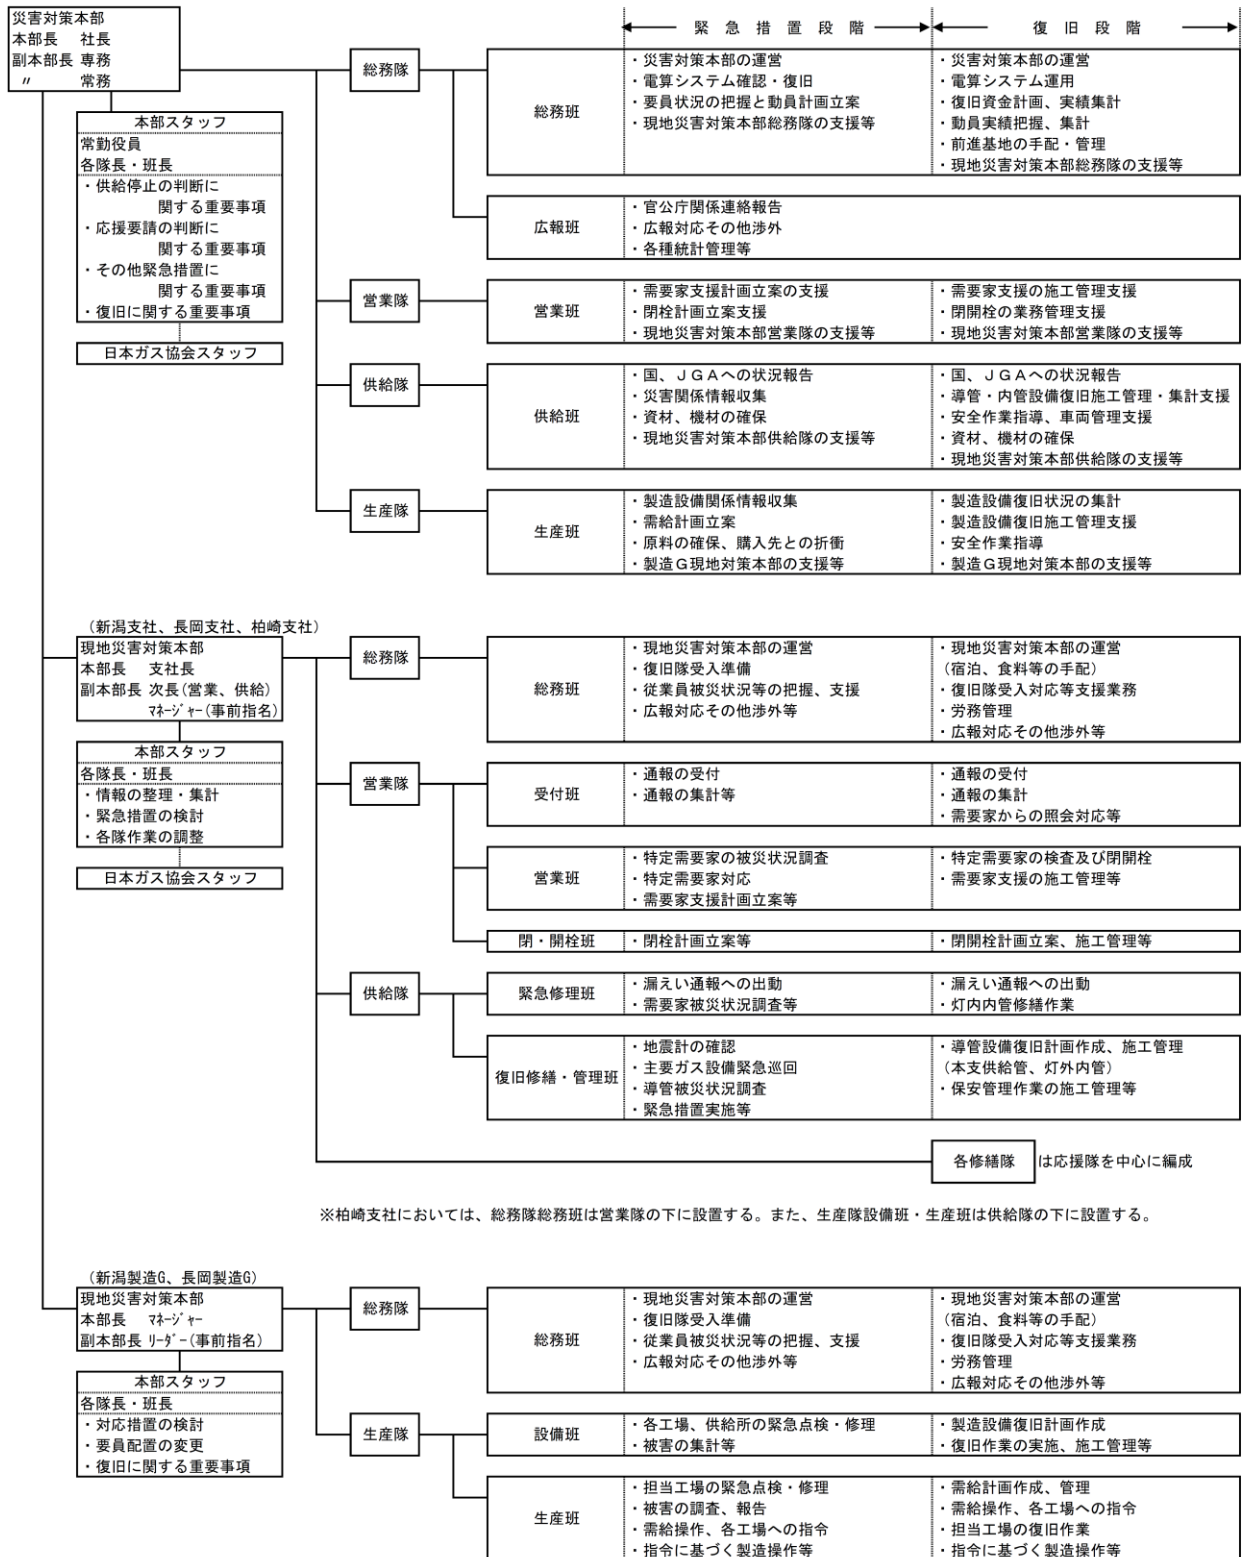 災害対策本部
本部長　社長
副本部長 専務
〃　常務
本部スタッフ
常勤役員
各隊長・班長
・供給停止の判断に
関する重要事項
・応援要請の判断に
関する重要事項
・その他緊急措置に
関する重要事項
・復旧に関する重要事項
日本ガス協会スタッフ
緊急措置段階
復旧段階
総務隊
総務班
・災害対策本部の運営
・電算システム確認・復旧
・要員状況の把握と動員計画立案
・現地災害対策本部総務隊の支援等
・災害対策本部の運営
・電算システム運用
・復旧資金計画、実績集計
・動員実績把握、集計
・前進基地の手配・管理
・現地災害対策本部総務隊の支援等
広報班
・官公庁関係連絡報告
・広報対応その他渉外
・各種統計管理等
営業隊
営業班
・需要家支援計画立案の支援
・閉栓計画立案支援
・現地災害対策本部営業隊の支援等
・需要家支援の施工管理支援
・閉開栓の業務管理支援
・現地災害対策本部営業隊の支援等
供給隊
供給班
・国、ＪＧＡへの状況報告
・災害関係情報収集
・資材、機材の確保
・現地災害対策本部供給隊の支援等
・国、ＪＧＡへの状況報告
・導管・内管設備復旧施工管理・集計支援
・安全作業指導、車両管理支援
・資材、機材の確保
・現地災害対策本部供給隊の支援等
生産隊
生産班
・製造設備関係情報収集
・需給計画立案
・原料の確保、購入先との折衝
・製造Ｇ現地対策本部の支援等
・製造設備復旧状況の集計
・製造設備復旧施工管理支援
・安全作業指導
・製造Ｇ現地対策本部の支援等
（新潟支社、長岡支社、柏崎支社）
現地災害対策本部
本部長　支社長
副本部長 次長(営業、供給)
ﾏﾈｰｼﾞｬｰ(事前指名)
本部スタッフ
各隊長・班長
・情報の整理・集計
・緊急措置の検討
・各隊作業の調整
日本ガス協会スタッフ
総務隊
総務班
・現地災害対策本部の運営
・復旧隊受入準備
・従業員被災状況等の把握、支援
・広報対応その他渉外等
・現地災害対策本部の運営
（宿泊、食料等の手配）
・復旧隊受入対応等支援業務
・労務管理
・広報対応その他渉外等
営業隊
受付班
・通報の受付
・通報の集計等
・通報の受付
・通報の集計
・需要家からの照会対応等
営業班
・特定需要家の被災状況調査
・特定需要家対応
・需要家支援計画立案等
・特定需要家の検査及び閉開栓
・需要家支援の施工管理等
閉・開栓班
・閉栓計画立案等
・閉開栓計画立案、施工管理等
供給隊
緊急修理班
・漏えい通報への出動
・需要家被災状況調査等
・漏えい通報への出動
・灯内内管修繕作業
復旧修繕・管理班
・地震計の確認
・主要ガス設備緊急巡回
・導管被災状況調査
・緊急措置実施等
・導管設備復旧計画作成、施工管理
（本支供給管、灯外内管）
・保安管理作業の施工管理等
各修繕隊　は応援隊を中心に編成
※柏崎支社においては、総務隊総務班は営業隊の下に設置する。また、生産隊設備班・生産班は供給隊の下に設置する。
（新潟製造G、長岡製造G）
現地災害対策本部
本部長　ﾏﾈｰｼﾞｬｰ
副本部長 ﾘｰﾀﾞｰ(事前指名)
本部スタッフ
各隊長・班長
・対応措置の検討
・要員配置の変更
・復旧に関する重要事項
総務隊
総務班
・現地災害対策本部の運営
・復旧隊受入準備
・従業員被災状況等の把握、支援
・広報対応その他渉外等
・現地災害対策本部の運営
（宿泊、食料等の手配）
・復旧隊受入対応等支援業務
・労務管理
・広報対応その他渉外等
生産隊
設備班
・各工場、供給所の緊急点検・修理
・被害の集計等
・製造設備復旧計画作成
・復旧作業の実施、施工管理等
生産班
・担当工場の緊急点検・修理
・被害の調査、報告
・需給操作、各工場への指令
・指令に基づく製造操作等
・需給計画作成、管理
・需給操作、各工場への指令
・担当工場の復旧作業
・指令に基づく製造操作等